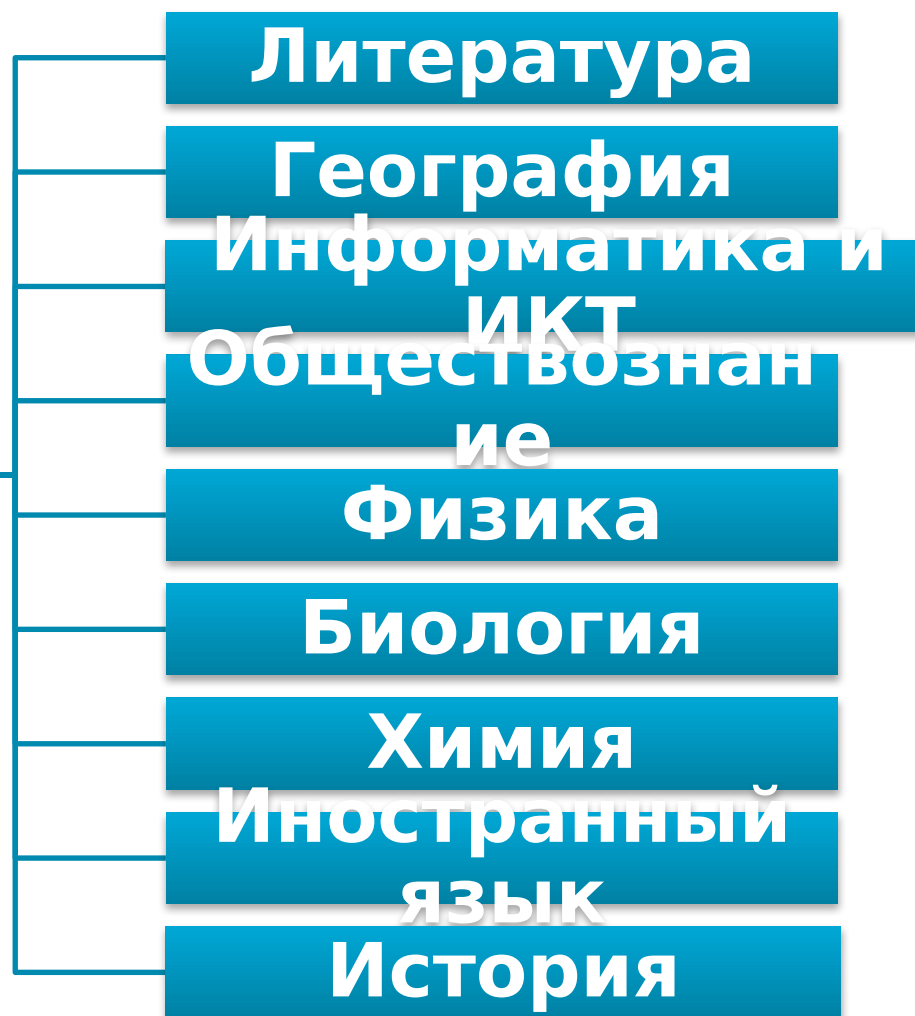 Литература
География
Информатика и
ИКТ
Обществознан
ие
Физика
Биология
Химия
Иностранный
язык
История